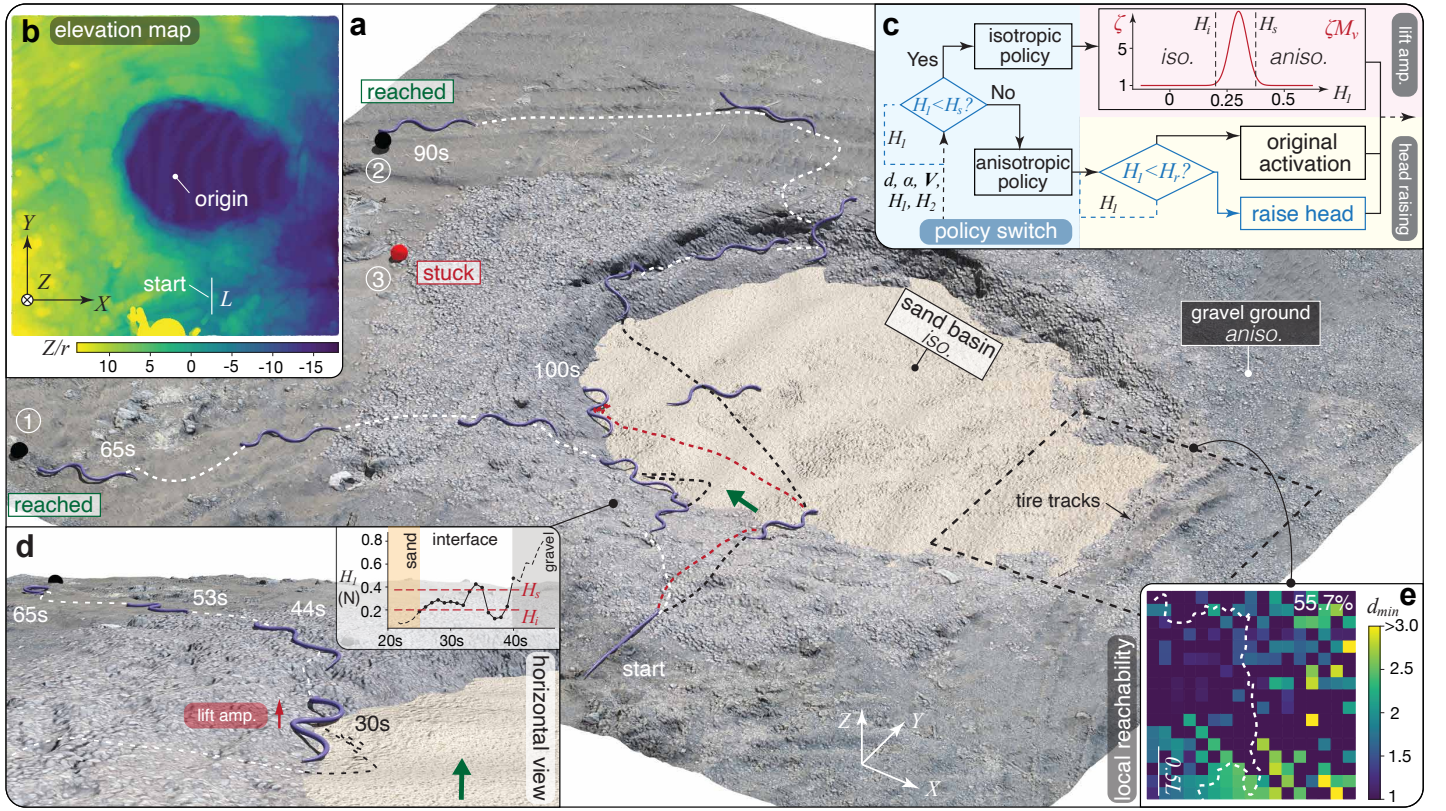 b
elevation map
origin
start
L
Y
Z
X
Z/r
10
5
0
-5
-10
-15
a
reached
②
90s
③
stuck
100s
①
65s
reached
sand basin
iso.
gravel ground
aniso.
tire tracks
start
Z
Y
X
c
Yes
isotropic
policy
H_l<H_s?
No
H_l
anisotropic
policy
d, α, V,
H_l, H_2
policy switch
ζ
5
1
H_i
H_s
ζM_v
iso.
aniso.
0
0.25
0.5
H_l
lift amp.
H_l<H_r?
H_l
original
activation
raise head
head raising
d
65s
53s
44s
30s
lift amp.
horizontal view
sand
interface
gravel
0.8
0.6
0.4
0.2
H_l
(N)
H_s
H_i
20s
30s
40s
e
55.7%
local reachability
0.5L
d_min
>3.0
2.5
2
1.5
1